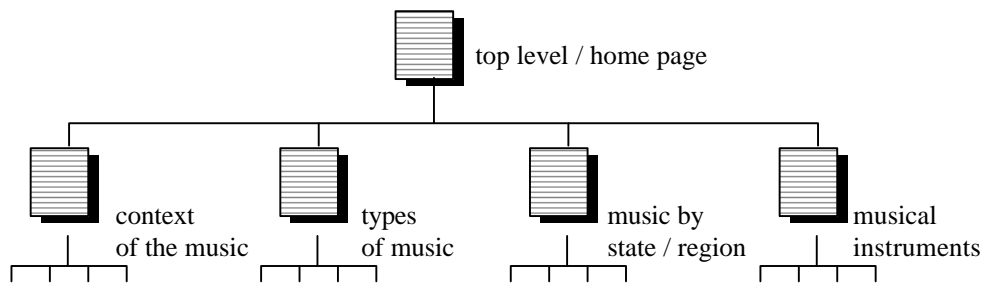 top level / home page
context
of the music
types
of music
music by
state / region
musical
instruments